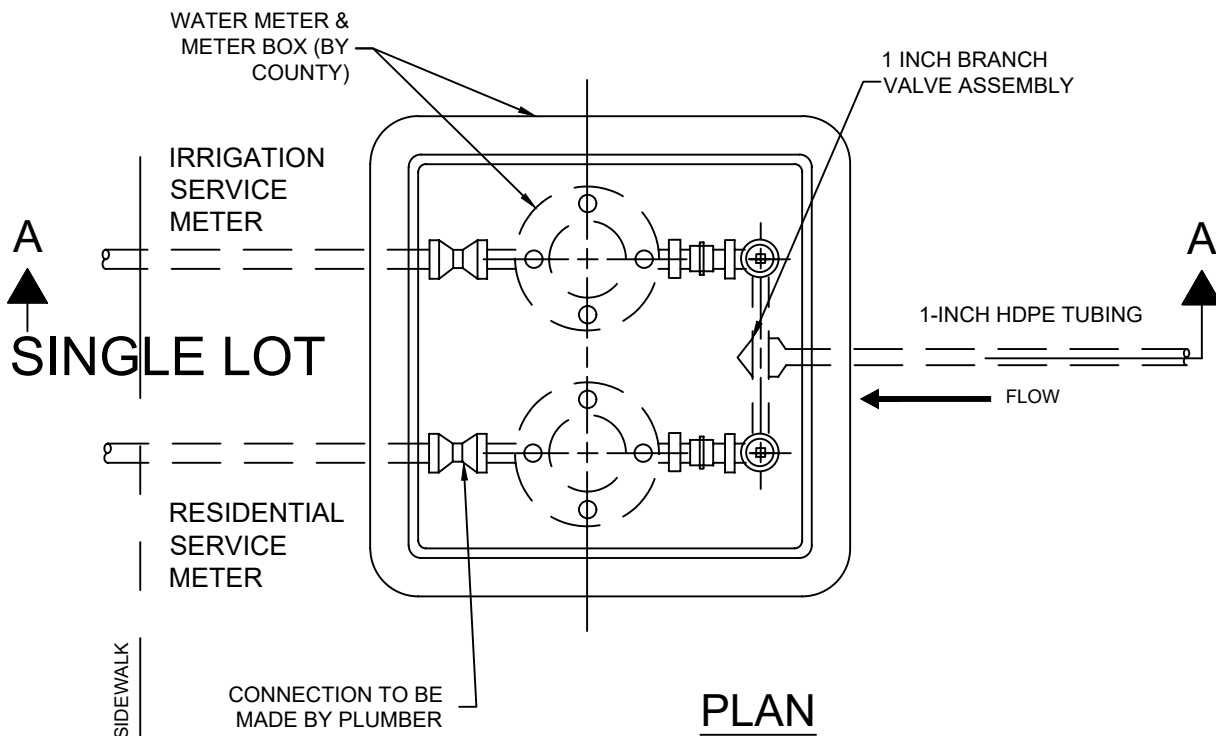 WATER METER &
METER BOX (BY
COUNTY)
1 INCH BRANCH
VALVE ASSEMBLY
IRRIGATION
SERVICE
METER
A
A
1-INCH HDPE TUBING
SINGLE LOT
FLOW
RESIDENTIAL
SERVICE
METER
SIDEWALK
CONNECTION TO BE
MADE BY PLUMBER
PLAN